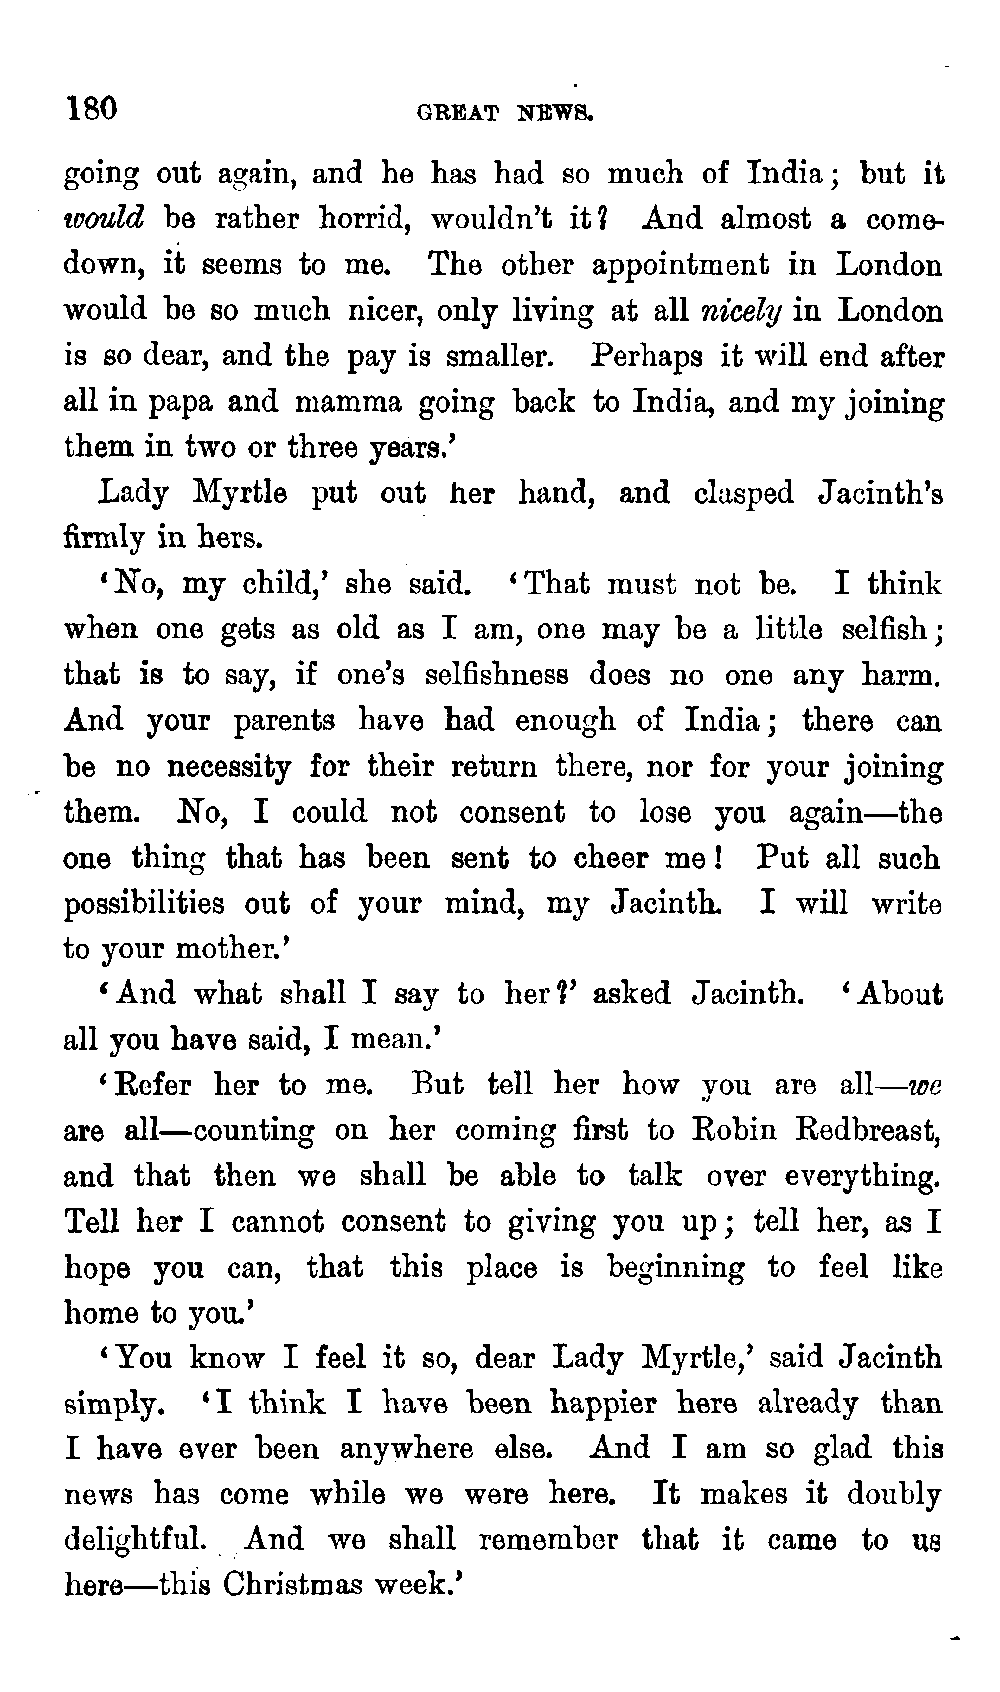 180 GREAT NEWS.
going out again, and he has had so much of India; but it
would be rather horrid, wouldn't it? And almost a come-
down, it seems to me. The other appointment in London
would be so much nicer, only living at all nicely in London
is so dear, and the pay is smaller. Perhaps it will end after
all in papa and mamma going back to India, and my joining
them in two or three years.'
Lady Myrtle put out her hand, and clasped Jacinth's
firmly in hers.
'No, my child,' she said. 'That must not be. I think
when one gets as old as I am, one may be a little selfish;
that is to say, if one's selfishness does no one any harm.
And your parents have had enough of India; there can
be no necessity for their return there, nor for your joining
them. No, I could not consent to lose you again—the
one thing that has been sent to cheer me! Put all such
possibilities out of your mind, my Jacinth. I will write
to your mother.'
'And what shall I say to her?' asked Jacinth. 'About
all you have said, I mean.'
'Refer her to me. But tell her how you are all—we
are all—counting on her coming first to Robin Redbreast,
and that then we shall be able to talk over everything.
Tell her I cannot consent to giving you up; tell her, as I
hope you can, that this place is beginning to feel like
home to you.'
'You know I feel it so, dear Lady Myrtle,' said Jacinth
simply. 'I think I have been happier here already than
I have ever been anywhere else. And I am so glad this
news has come while we were here. It makes it doubly
delightful. And we shall remember that it came to us
here—this Christmas week.'